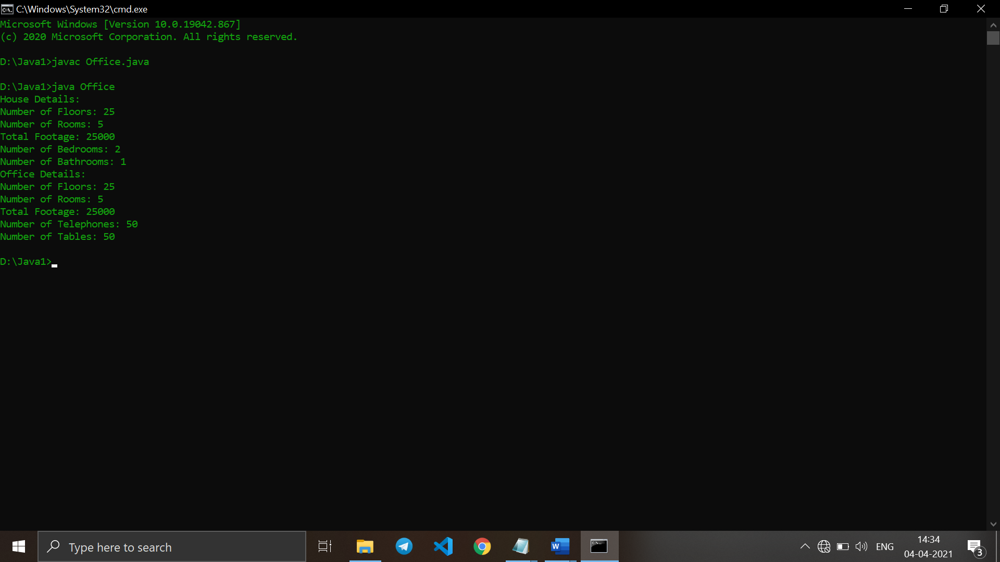 C:\Windows\System32\cmd.exe
Microsoft Windows [Version 10.0.19042.867]
(c) 2020 Microsoft Corporation. All rights reserved.
D:\Java1>javac Office.java
D:\Java1>java Office
House Details:
Number of Floors: 25
Number of Rooms: 5
Total Footage: 25000
Number of Bedrooms: 2
Number of Bathrooms: 1
Office Details:
Number of Floors: 25
Number of Rooms: 5
Total Footage: 25000
Number of Telephones: 50
Number of Tables: 50
D:\Java1>
Type here to search
ENG
14:34
04-04-2021
3